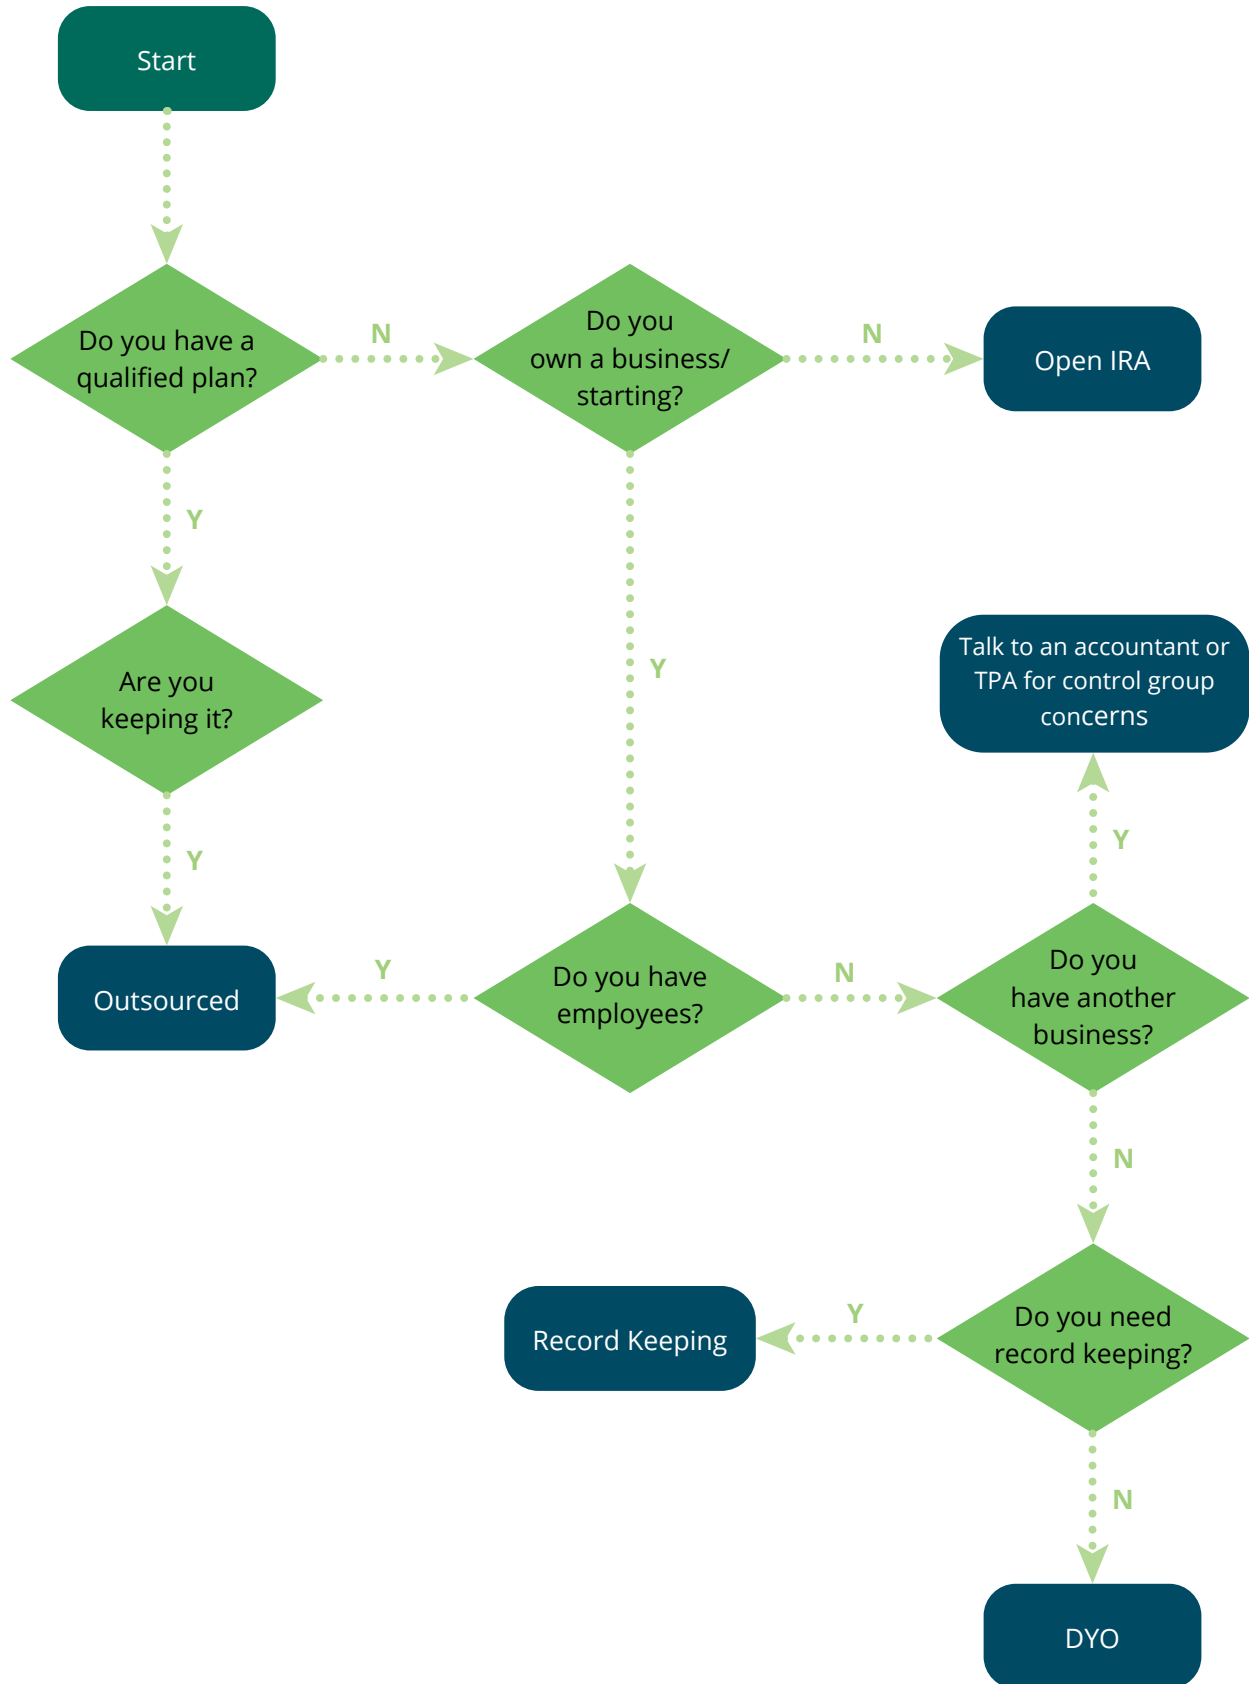 Start
Do you have a
qualified plan?
N
Do you
own a business/
starting?
N
Open IRA
Y
Are you
keeping it?
Y
Talk to an accountant or
TPA for control group
concerns
Y
Y
Outsourced
Y
Do you have
employees?
N
Do you
have another
business?
N
Record Keeping
Y
Do you need
record keeping?
N
DYO